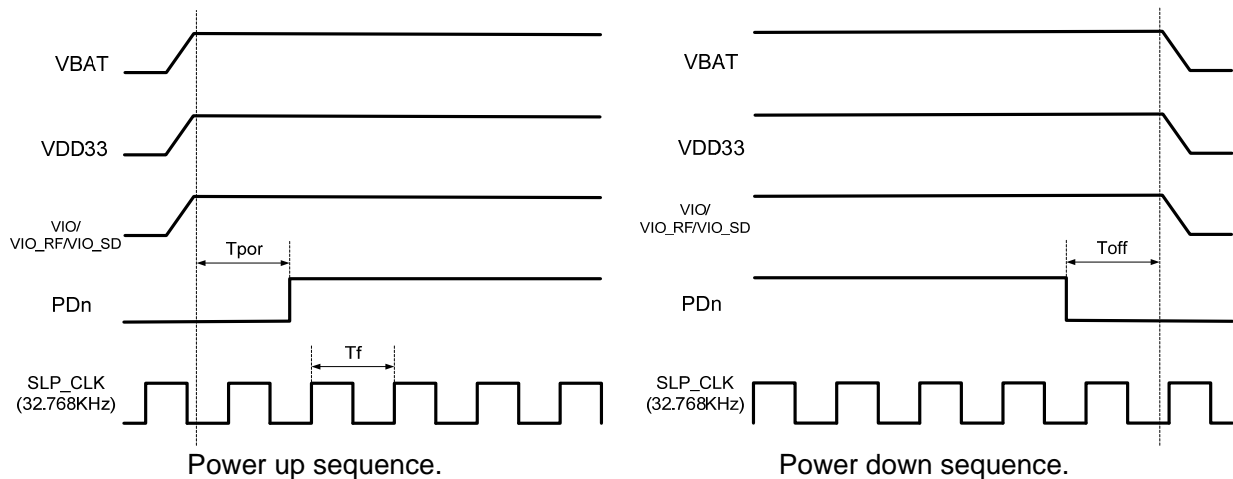 VBAT
VDD33
VIO/
VIO_RF/VIO_SD
Tpor
PDn
Tf
SLP_CLK
(32.768KHz)
Power up sequence.
VBAT
VDD33
VIO/
VIO_RF/VIO_SD
Toff
PDn
SLP_CLK
(32.768KHz)
Power down sequence.